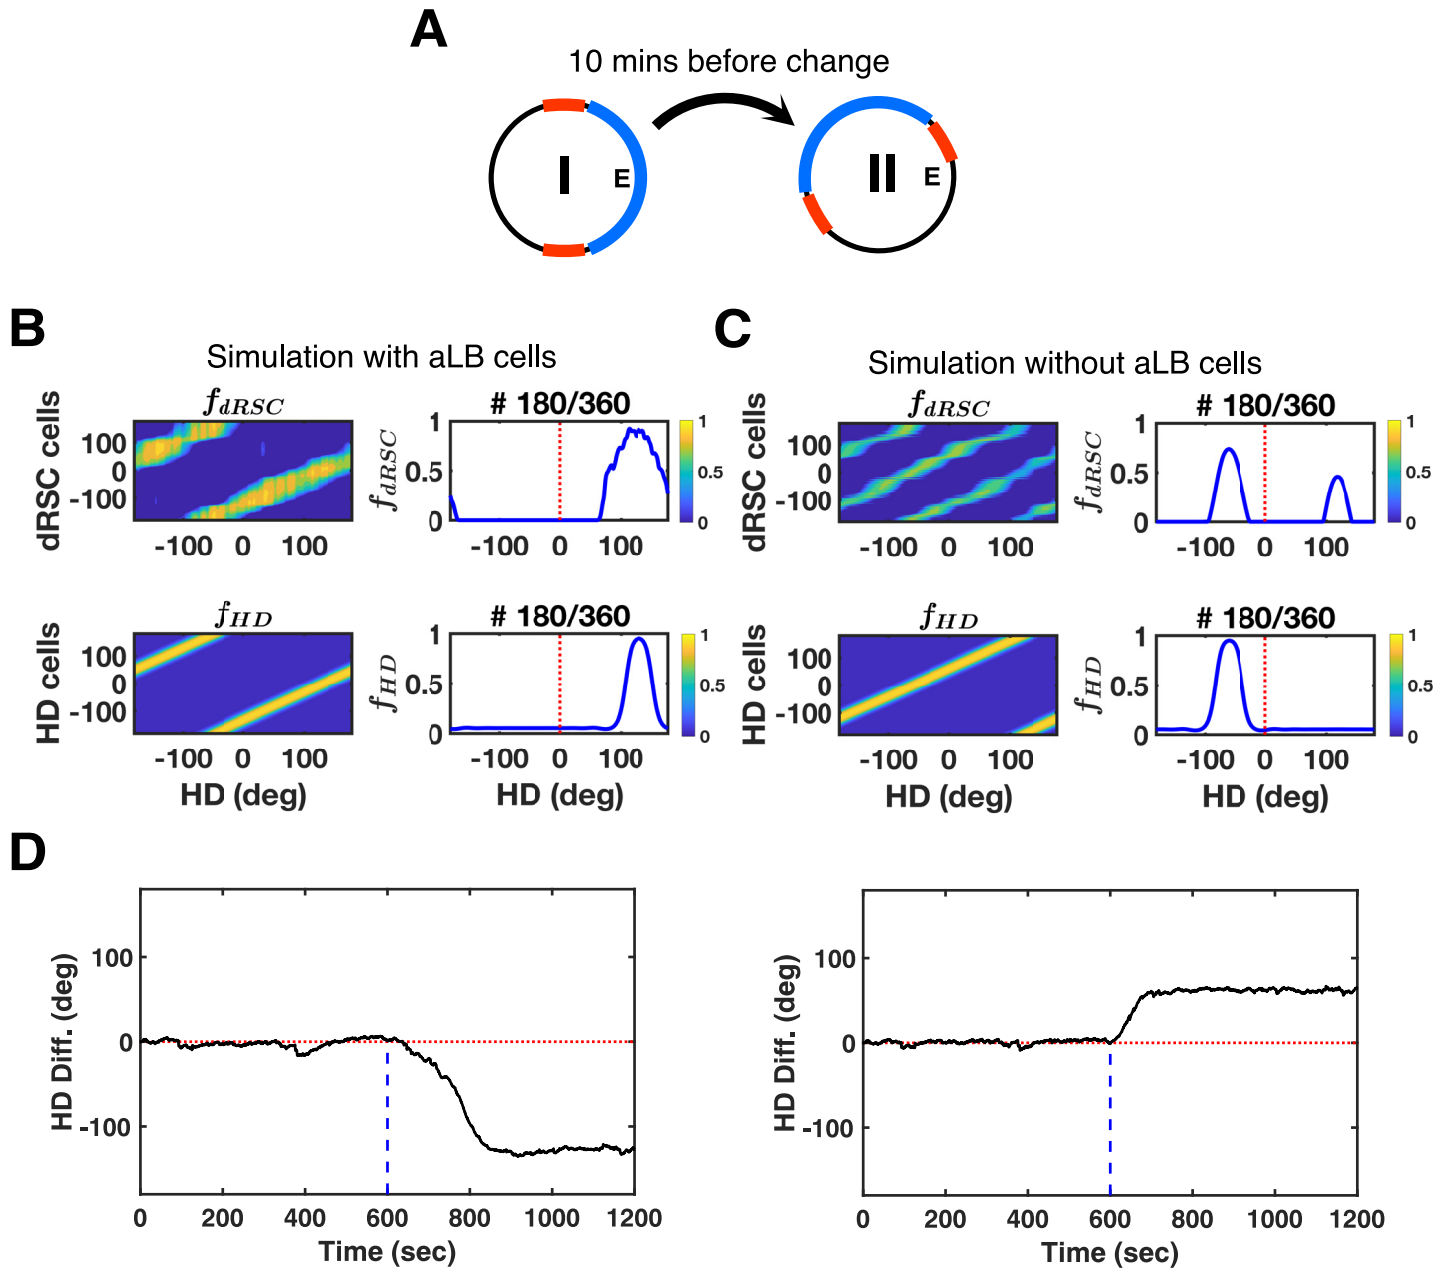 A
10 mins before change
I
E
II
E
B
Simulation with aLB cells
f_dRSC
# 180/360
dRSC cells
100
0
-100
-100
0
100
f_dRSC
1
0.5
0
-100
0
100
1
0.5
0
f_HD
# 180/360
HD cells
100
0
-100
-100
0
100
HD (deg)
f_HD
1
0.5
0
-100
0
100
HD (deg)
1
0.5
0
C
Simulation without aLB cells
f_dRSC
# 180/360
dRSC cells
100
0
-100
-100
0
100
f_dRSC
1
0.5
0
-100
0
100
1
0.5
0
f_HD
# 180/360
HD cells
100
0
-100
-100
0
100
HD (deg)
f_HD
1
0.5
0
-100
0
100
HD (deg)
1
0.5
0
D
HD Diff. (deg)
100
0
-100
0
200
400
600
800
1000
1200
Time (sec)
HD Diff. (deg)
100
0
-100
0
200
400
600
800
1000
1200
Time (sec)